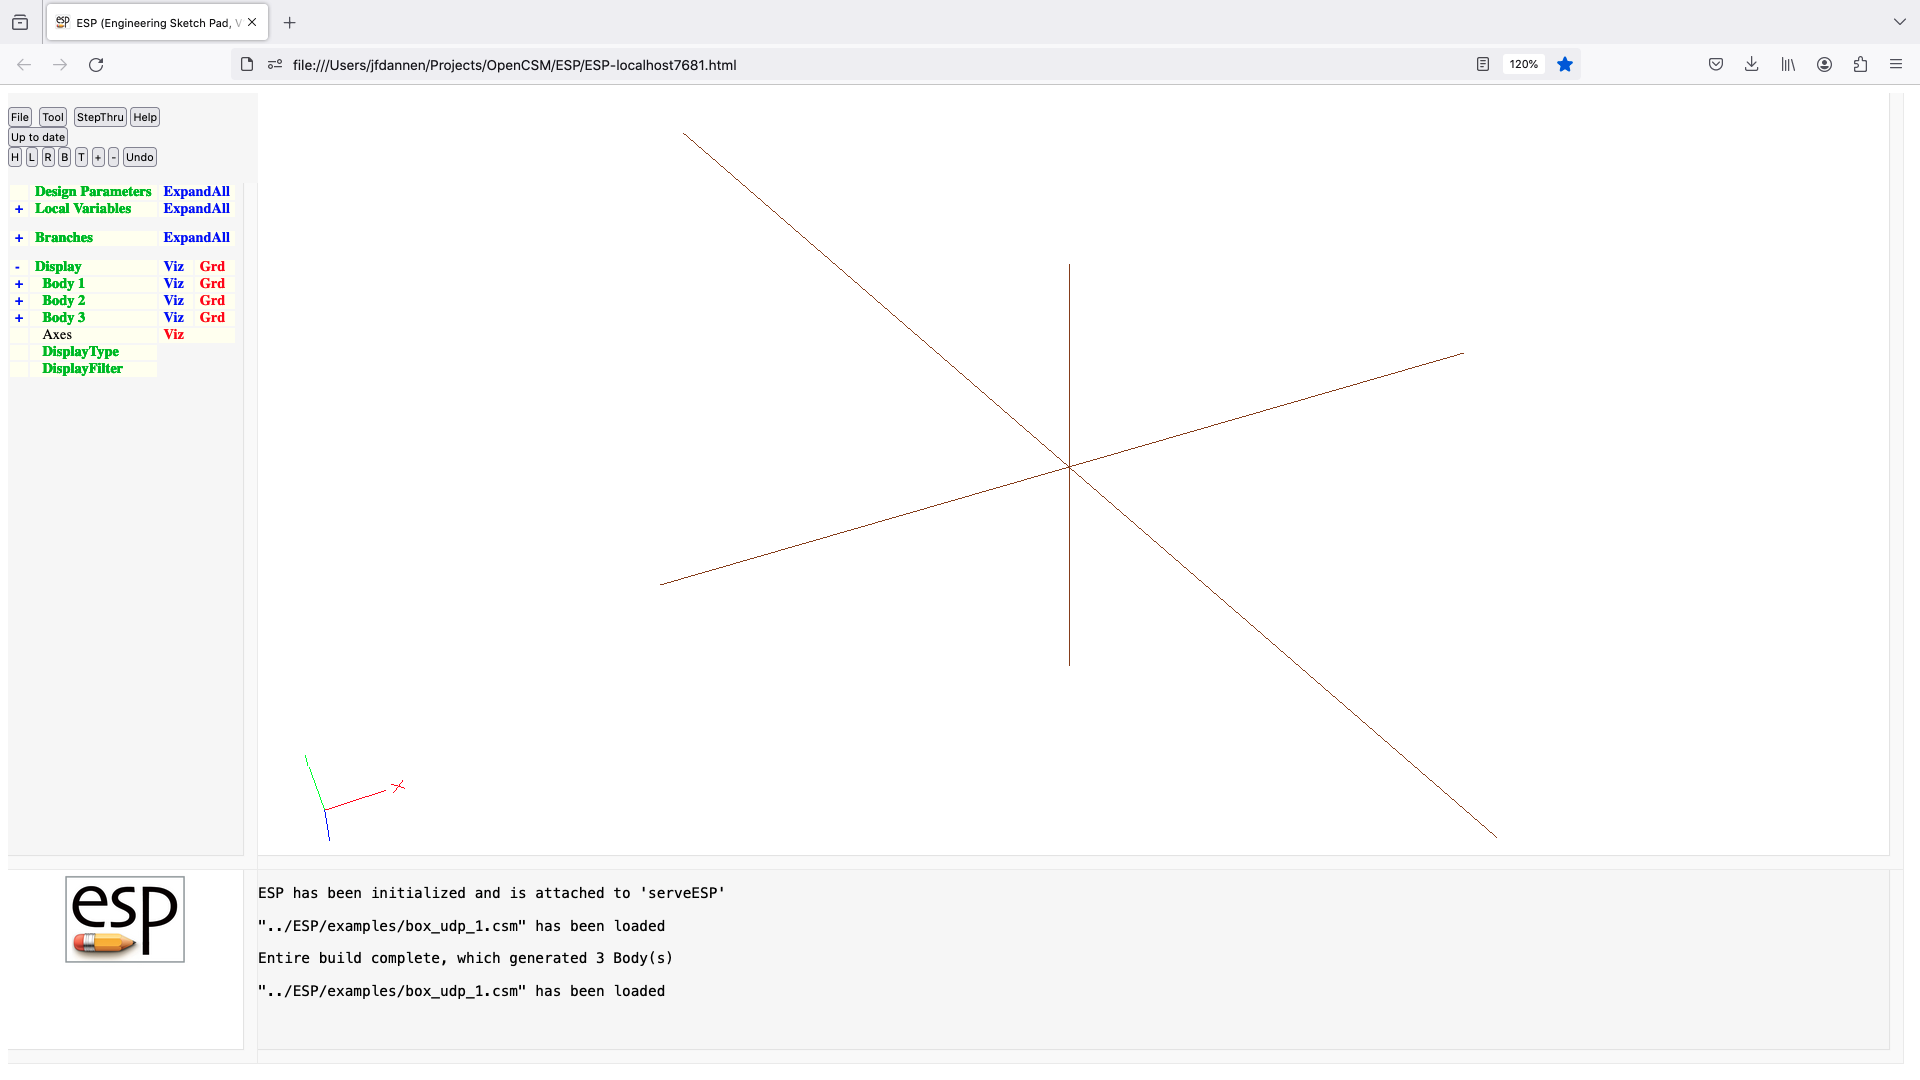 ESP (Engineering Sketch Pad, V
file:///Users/jfdannen/Projects/OpenCSM/ESP/ESP-localhost7681.html
120%
File Tool StepThru Help
Up to date
H L R B T + - Undo
Design Parameters ExpandAll
+ Local Variables ExpandAll
+ Branches ExpandAll
- Display Viz Grd
+ Body 1 Viz Grd
+ Body 2 Viz Grd
+ Body 3 Viz Grd
Axes Viz
DisplayType
DisplayFilter
X
esp
ESP has been initialized and is attached to 'serveESP'
"../ESP/examples/box_udp_1.csm" has been loaded
Entire build complete, which generated 3 Body(s)
"../ESP/examples/box_udp_1.csm" has been loaded